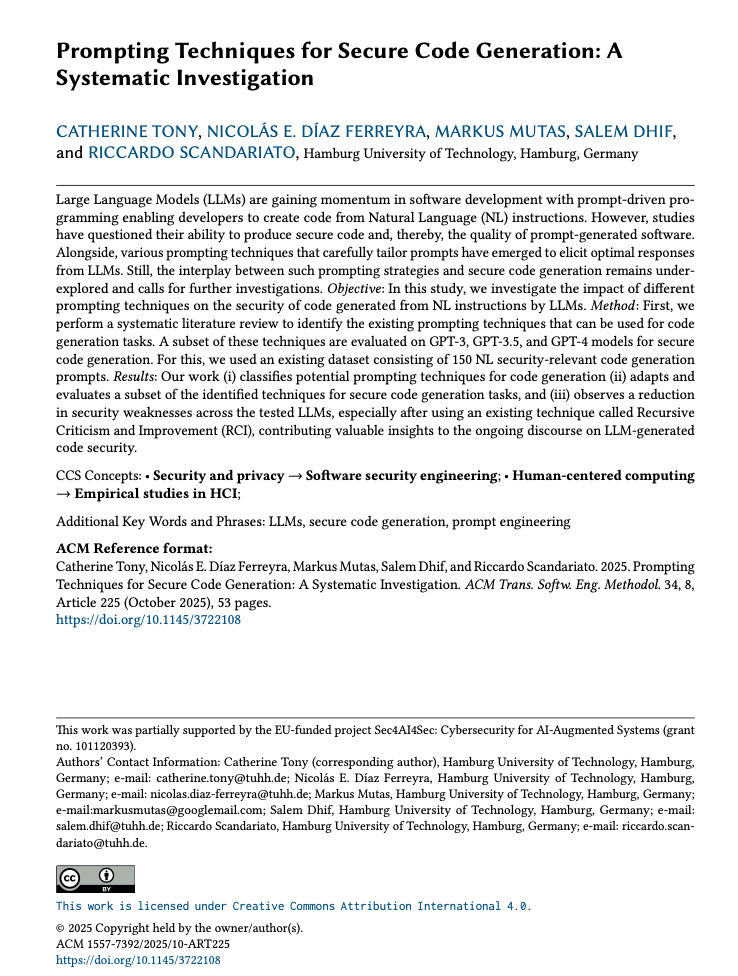 Prompting Techniques for Secure Code Generation: A
Systematic Investigation
CATHERINE TONY, NICOLÁS E. DÍAZ FERREYRA, MARKUS MUTAS, SALEM DHIF,
and RICCARDO SCANDARIATO, Hamburg University of Technology, Hamburg, Germany
Large Language Models (LLMs) are gaining momentum in software development with prompt-driven pro-
gramming enabling developers to create code from Natural Language (NL) instructions. However, studies
have questioned their ability to produce secure code and, thereby, the quality of prompt-generated software.
Alongside, various prompting techniques that carefully tailor prompts have emerged to elicit optimal responses
from LLMs. Still, the interplay between such prompting strategies and secure code generation remains under-
explored and calls for further investigations. Objective: In this study, we investigate the impact of different
prompting techniques on the security of code generated from NL instructions by LLMs. Method: First, we
perform a systematic literature review to identify the existing prompting techniques that can be used for code
generation tasks. A subset of these techniques are evaluated on GPT-3, GPT-3.5, and GPT-4 models for secure
code generation. For this, we used an existing dataset consisting of 150 NL security-relevant code generation
prompts. Results: Our work (i) classifies potential prompting techniques for code generation (ii) adapts and
evaluates a subset of the identified techniques for secure code generation tasks, and (iii) observes a reduction
in security weaknesses across the tested LLMs, especially after using an existing technique called Recursive
Criticism and Improvement (RCI), contributing valuable insights to the ongoing discourse on LLM-generated
code security.
CCS Concepts: • Security and privacy → Software security engineering; • Human-centered computing
→ Empirical studies in HCI;
Additional Key Words and Phrases: LLMs, secure code generation, prompt engineering
ACM Reference format:
Catherine Tony, Nicolás E. Díaz Ferreyra, Markus Mutas, Salem Dhif, and Riccardo Scandariato. 2025. Prompting
Techniques for Secure Code Generation: A Systematic Investigation. ACM Trans. Softw. Eng. Methodol. 34, 8,
Article 225 (October 2025), 53 pages.
https://doi.org/10.1145/3722108
This work was partially supported by the EU-funded project Sec4AI4Sec: Cybersecurity for AI-Augmented Systems (grant
no. 101120393).
Authors' Contact Information: Catherine Tony (corresponding author), Hamburg University of Technology, Hamburg,
Germany; e-mail: catherine.tony@tuhh.de; Nicolás E. Díaz Ferreyra, Hamburg University of Technology, Hamburg,
Germany; e-mail: nicolas.diaz-ferreyra@tuhh.de; Markus Mutas, Hamburg University of Technology, Hamburg, Germany;
e-mail:markusmutas@googlemail.com; Salem Dhif, Hamburg University of Technology, Hamburg, Germany; e-mail:
salem.dhif@tuhh.de; Riccardo Scandariato, Hamburg University of Technology, Hamburg, Germany; e-mail: riccardo.scan-
dariato@tuhh.de.
cc BY
This work is licensed under Creative Commons Attribution International 4.0.
© 2025 Copyright held by the owner/author(s).
ACM 1557-7392/2025/10-ART225
https://doi.org/10.1145/3722108